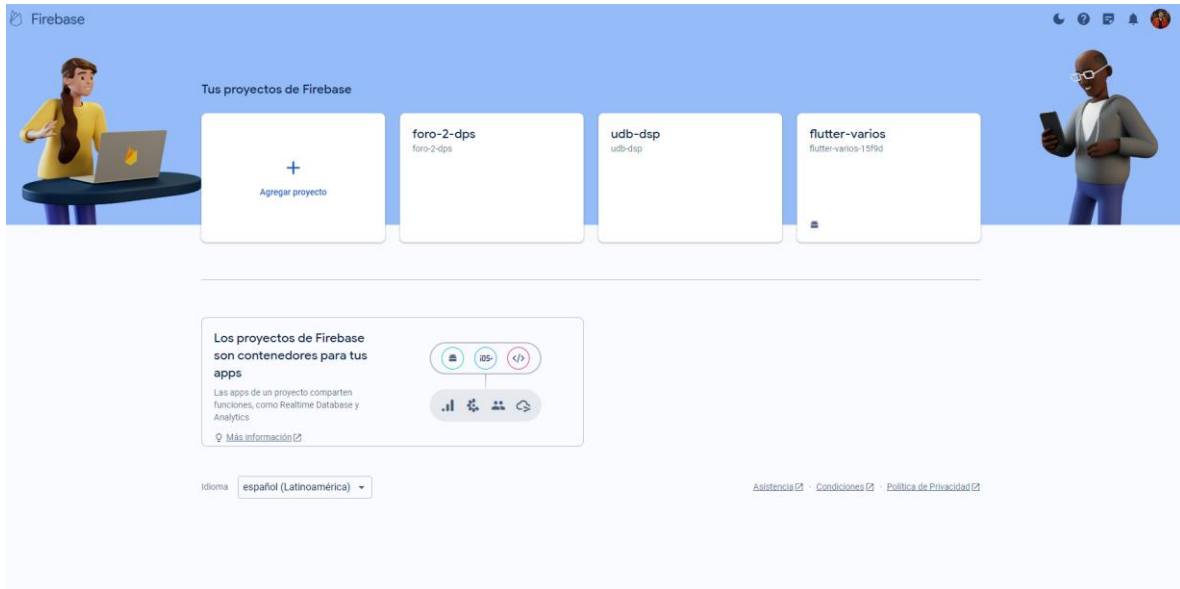 Firebase
Tus proyectos de Firebase
Agregar proyecto
foro-2-dps
foro-2-dps
udb-dsp
udb-dsp
flutter-varios
flutter-varios-15f9d
Los proyectos de Firebase
son contenedores para tus
apps
Las apps de un proyecto comparten
funciones, como Realtime Database y
Analytics
Más información
iOS+
Idioma
español (Latinoamérica)
Asistencia · Condiciones · Política de Privacidad